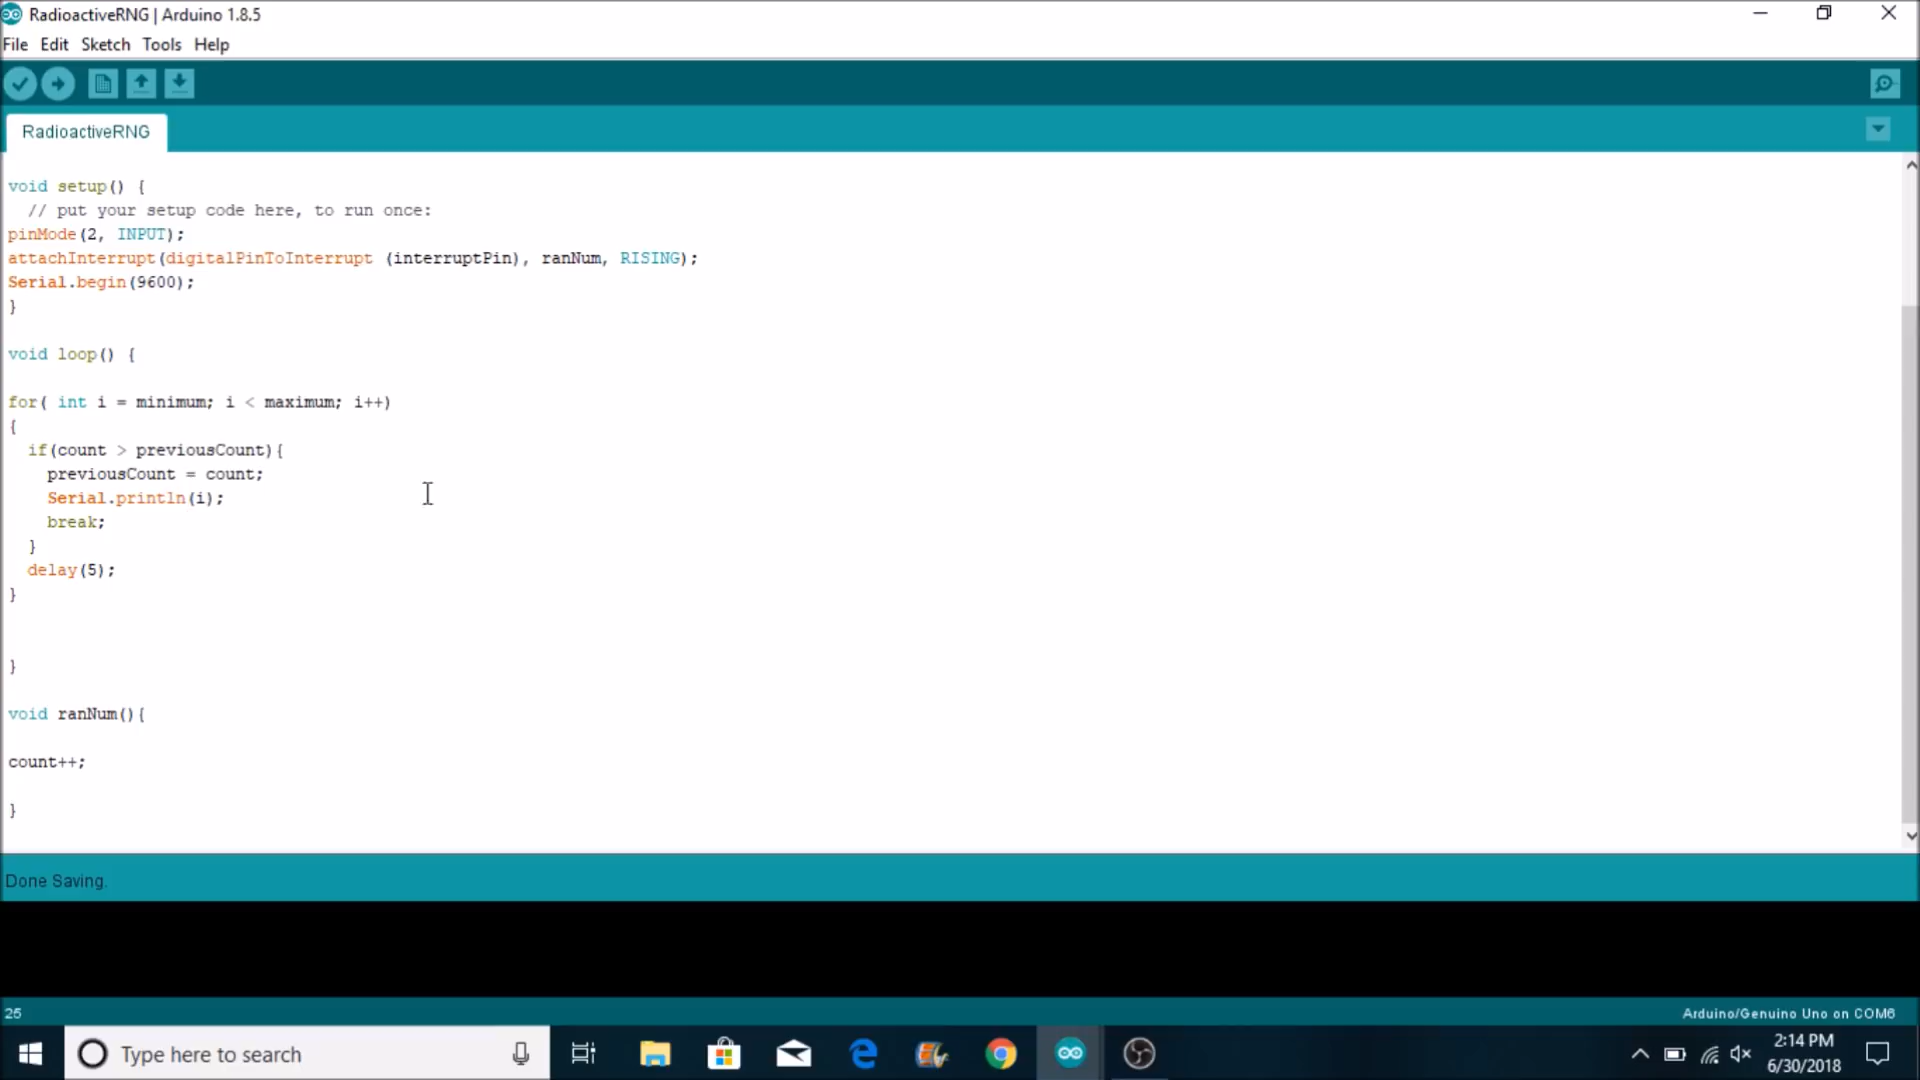 RadioactiveRNG | Arduino 1.8.5
File Edit Sketch Tools Help
RadioactiveRNG
void setup() {
  // put your setup code here, to run once:
pinMode(2, INPUT);
attachInterrupt(digitalPinToInterrupt (interruptPin), ranNum, RISING);
Serial.begin(9600);
}
void loop() {
for( int i = minimum; i < maximum; i++)
{
  if(count > previousCount){
    previousCount = count;
    Serial.println(i);
    break;
  }
  delay(5);
}
}
void ranNum(){
count++;
}
Done Saving.
25
Arduino/Genuino Uno on COM6
Type here to search
2:14 PM
6/30/2018